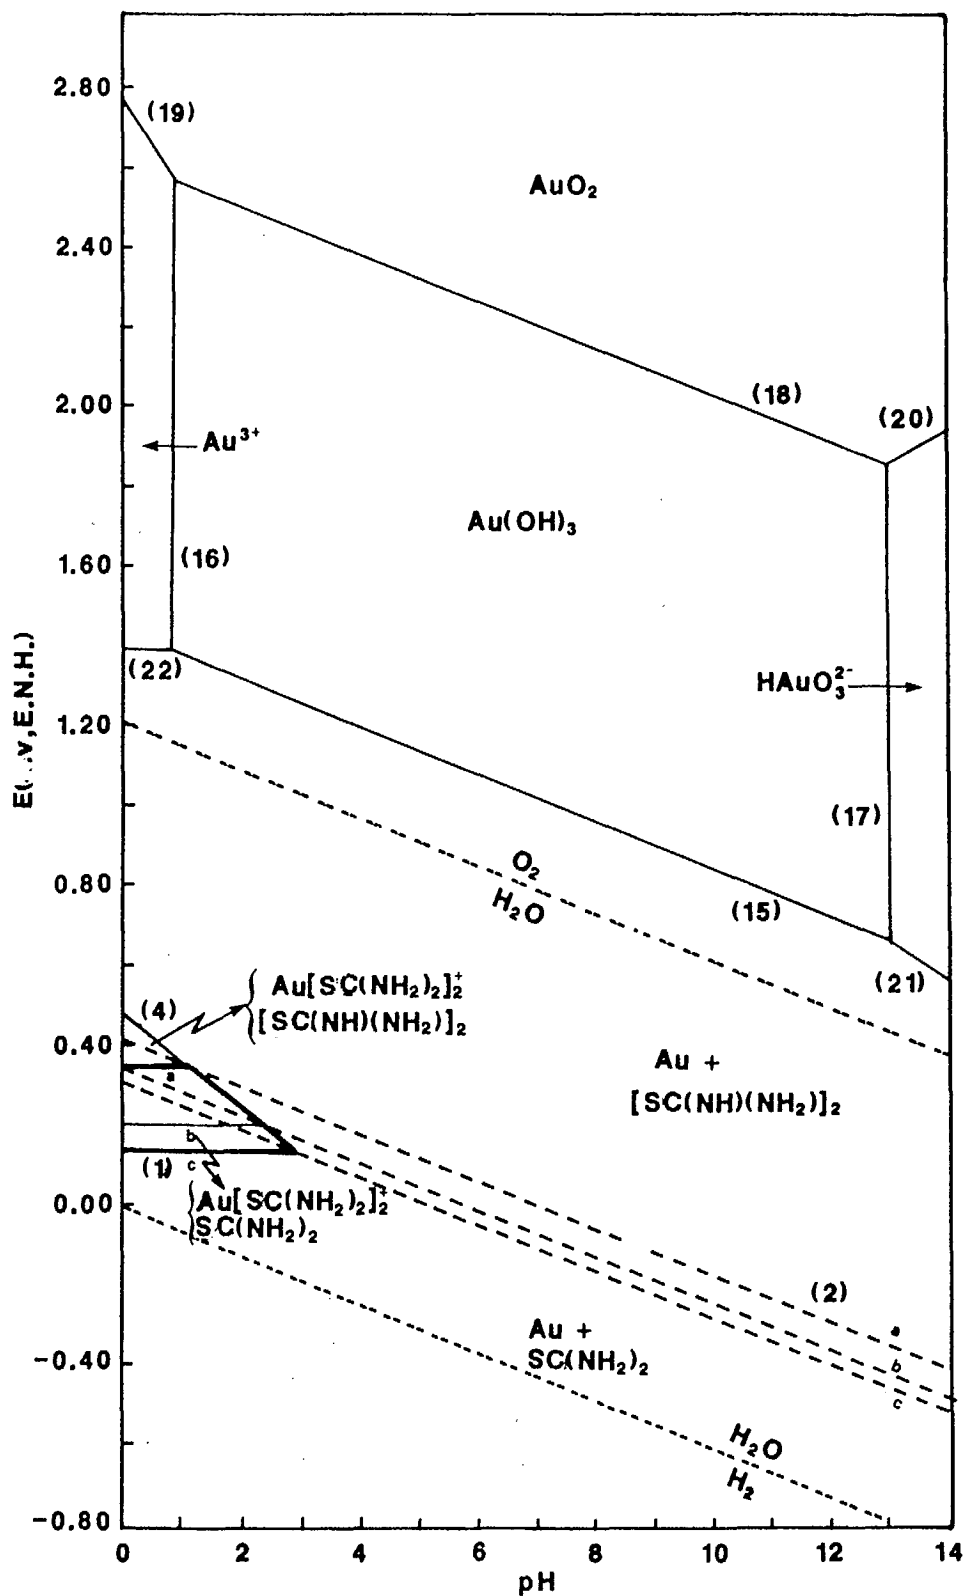 2.80
(19)
AuO₂
2.40
2.00
(18)
(20)
Au³⁺
Au(OH)₃
1.60
(16)
(22)
HAuO₃²⁻
1.20
(17)
O₂
H₂O
0.80
(15)
(21)
Au[SC(NH₂)₂]₂⁺
[SC(NH)(NH₂)]₂
(4)
0.40
Au +
[SC(NH)(NH₂)]₂
a
b
(1)
c
Au[SC(NH₂)₂]₂⁺
SC(NH₂)₂
0.00
(2)
a
b
c
Au +
SC(NH₂)₂
-0.40
H₂O
H₂
-0.80
0 2 4 6 8 10 12 14
pH
v,E.N.H.)